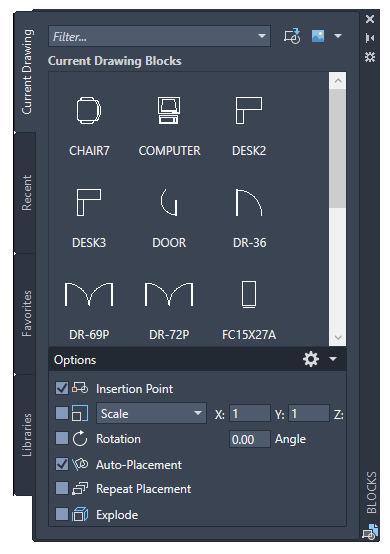 Current Drawing
Recent
Favorites
Libraries
Filter...
Current Drawing Blocks
CHAIR7 COMPUTER DESK2
DESK3 DOOR DR-36
DR-69P DR-72P FC15X27A
Options
Insertion Point
Scale X: 1 Y: 1 Z:
Rotation 0.00 Angle
Auto-Placement
Repeat Placement
Explode
BLOCKS